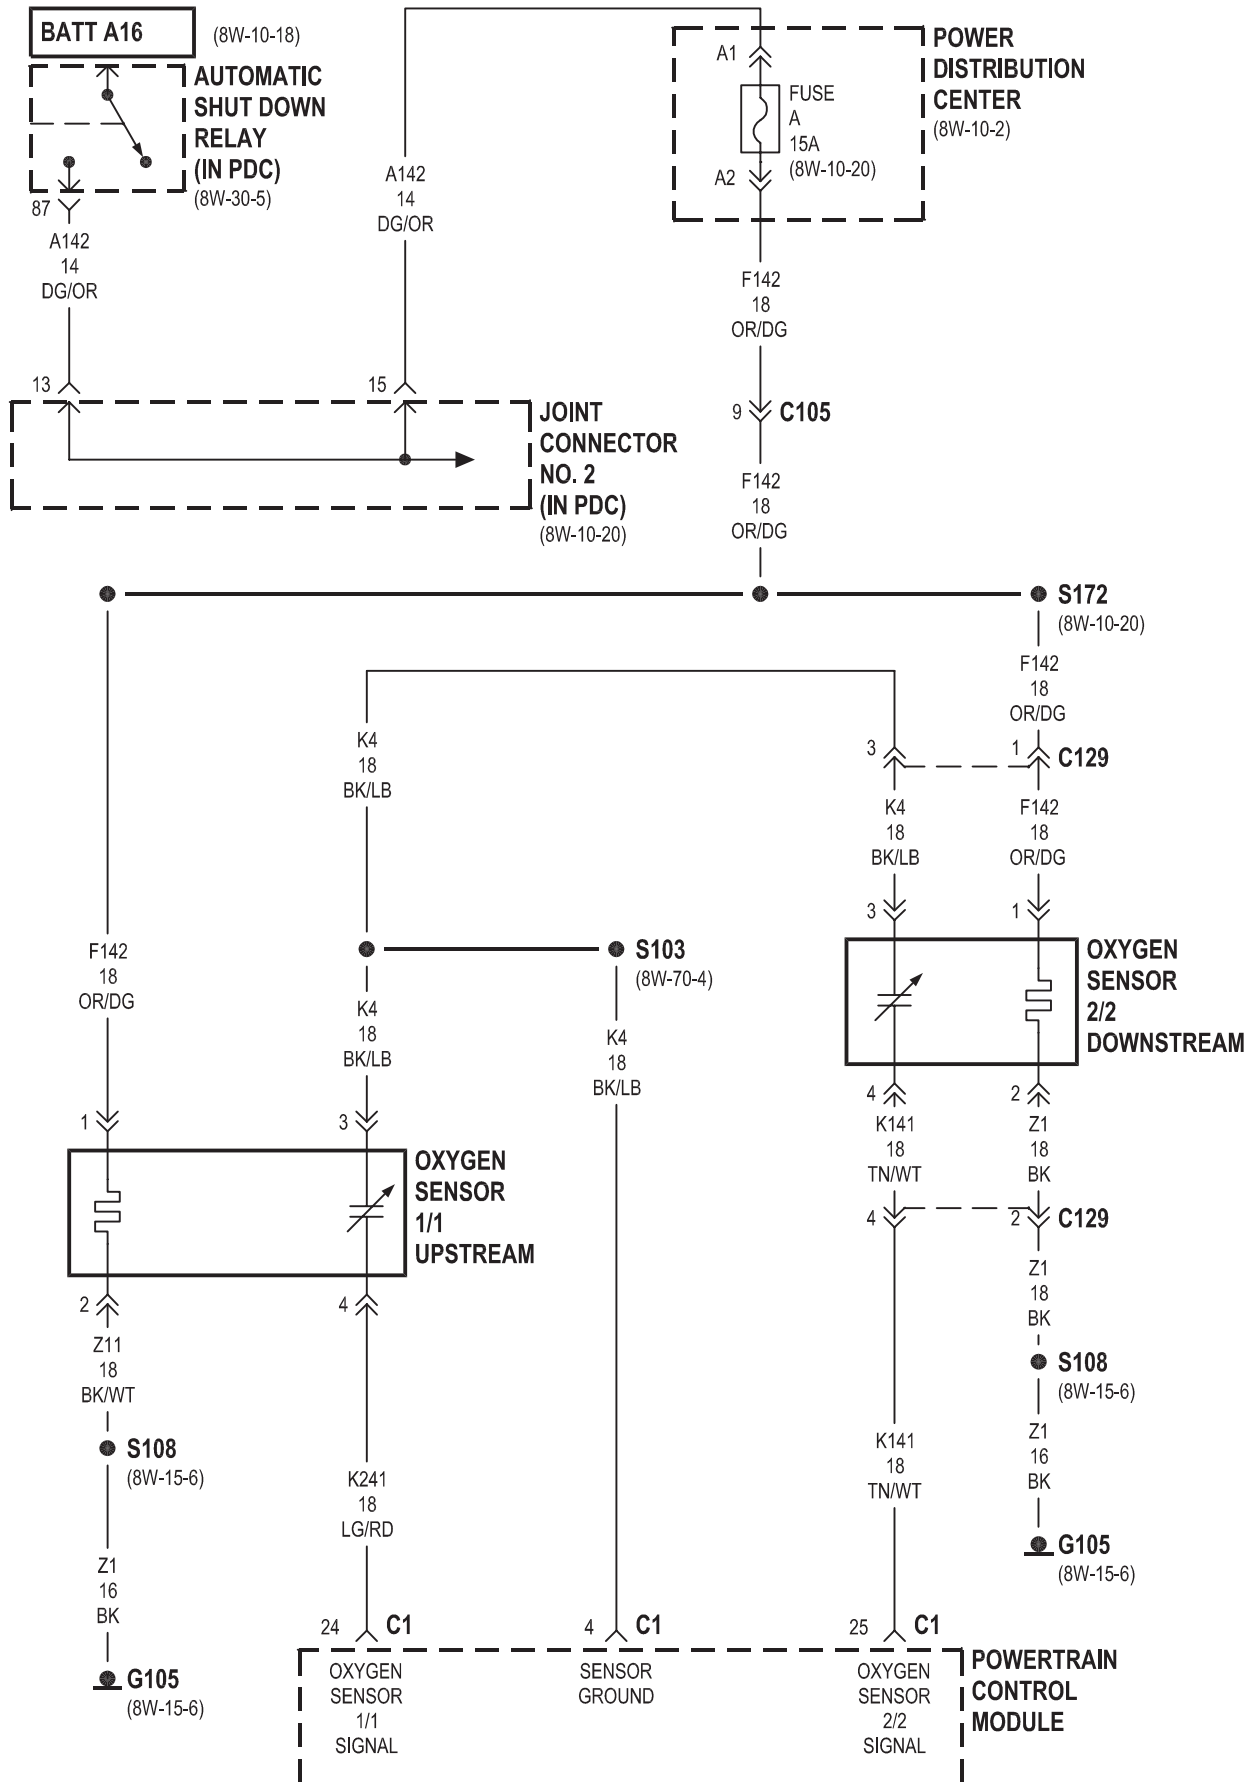 BATT A16
(8W-10-18)
AUTOMATIC
SHUT DOWN
RELAY
(IN PDC)
(8W-30-5)
87
A142
14
DG/OR
A142
14
DG/OR
A1
FUSE
A
15A
(8W-10-20)
A2
POWER
DISTRIBUTION
CENTER
(8W-10-2)
F142
18
OR/DG
13
15
JOINT
CONNECTOR
NO. 2
(IN PDC)
(8W-10-20)
9
C105
F142
18
OR/DG
S172
(8W-10-20)
F142
18
OR/DG
K4
18
BK/LB
3
1
C129
K4
18
BK/LB
F142
18
OR/DG
3
1
F142
18
OR/DG
S103
(8W-70-4)
K4
18
BK/LB
K4
18
BK/LB
OXYGEN
SENSOR
2/2
DOWNSTREAM
4
2
K141
18
TN/WT
Z1
18
BK
1
3
OXYGEN
SENSOR
1/1
UPSTREAM
4
2
C129
Z1
18
BK
2
4
Z11
18
BK/WT
S108
(8W-15-6)
S108
(8W-15-6)
Z1
16
BK
K141
18
TN/WT
K241
18
LG/RD
G105
(8W-15-6)
Z1
16
BK
G105
(8W-15-6)
24
C1
4
C1
25
C1
OXYGEN
SENSOR
1/1
SIGNAL
SENSOR
GROUND
OXYGEN
SENSOR
2/2
SIGNAL
POWERTRAIN
CONTROL
MODULE